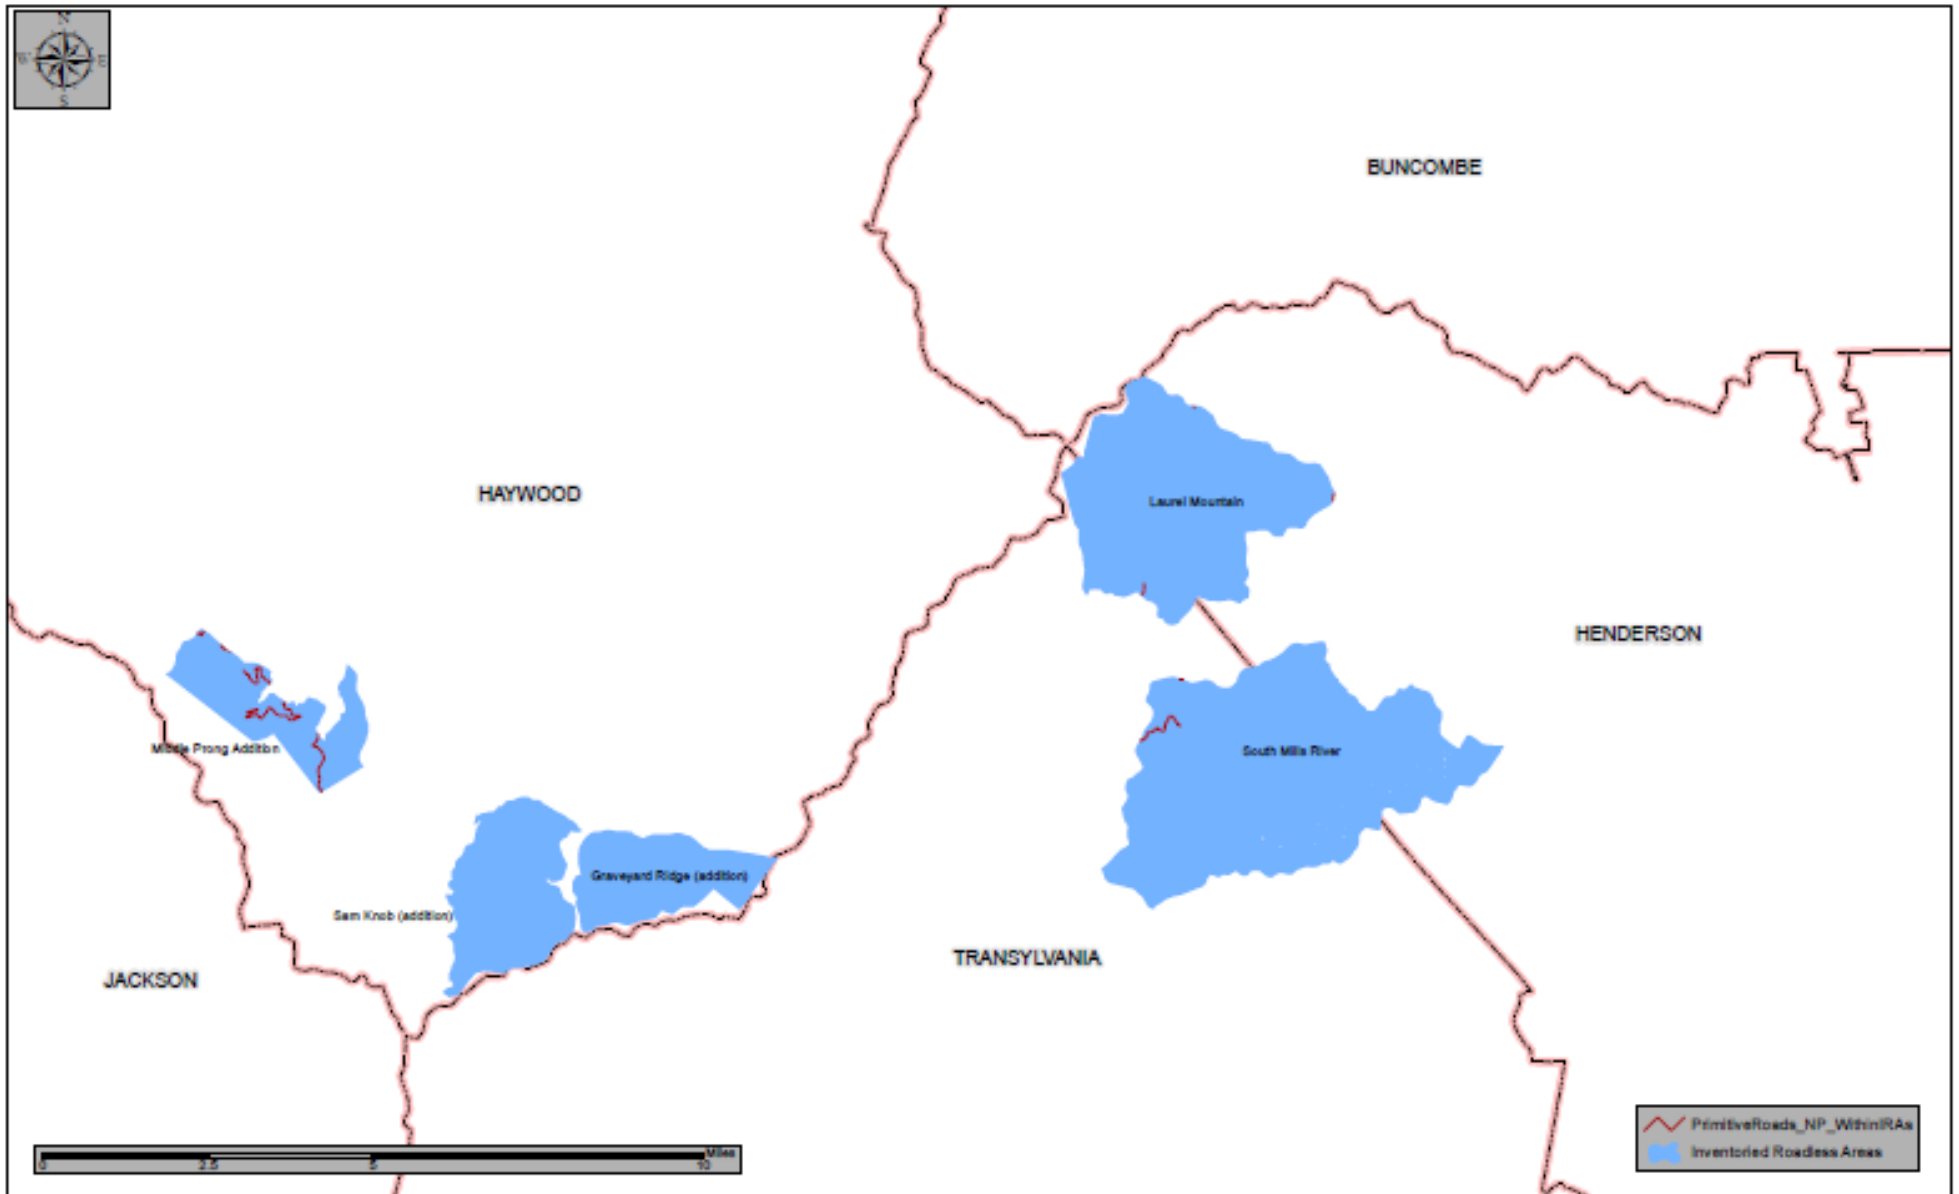 N
W
E
S
BUNCOMBE
HAYWOOD
Laurel Mountain
HENDERSON
Middle Prong Addition
South Mills River
Graveyard Ridge (addition)
Sam Knob (addition)
TRANSYLVANIA
JACKSON
PrimitiveRoads_NP_WithinIRAs
Inventoried Roadless Areas
Miles
0 2.5 5 10